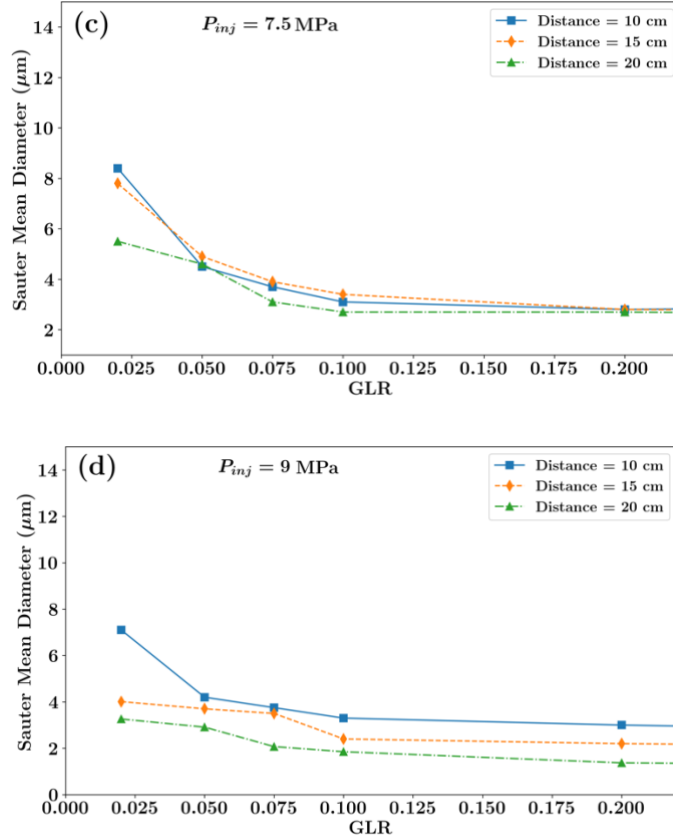 (c)
P_inj = 7.5 MPa
Distance = 10 cm
Distance = 15 cm
Distance = 20 cm
Sauter Mean Diameter (μm)
14
12
10
8
6
4
2
0.000 0.025 0.050 0.075 0.100 0.125 0.150 0.175 0.200
GLR
(d)
P_inj = 9 MPa
Distance = 10 cm
Distance = 15 cm
Distance = 20 cm
Sauter Mean Diameter (μm)
14
12
10
8
6
4
2
0
0.000 0.025 0.050 0.075 0.100 0.125 0.150 0.175 0.200
GLR